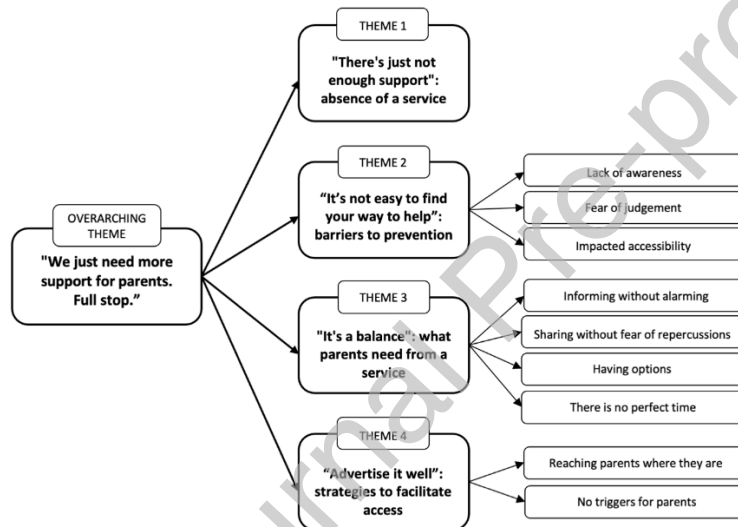 THEME 1
"There's just not
enough support":
absence of a service
THEME 2
“It’s not easy to find
your way to help”:
barriers to prevention
Lack of awareness
Fear of judgement
Impacted accessibility
OVERARCHING
THEME
"We just need more
support for parents.
Full stop.”
THEME 3
"It's a balance": what
parents need from a
service
Informing without alarming
Sharing without fear of repercussions
Having options
There is no perfect time
THEME 4
“Advertise it well”:
strategies to facilitate
access
Reaching parents where they are
No triggers for parents
urnal Pre-pro